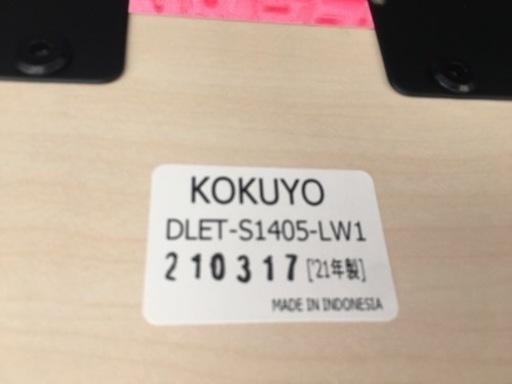 KOKUYO
DLET-S1405-LW1
210317 ['21年製]
MADE IN INDONESIA